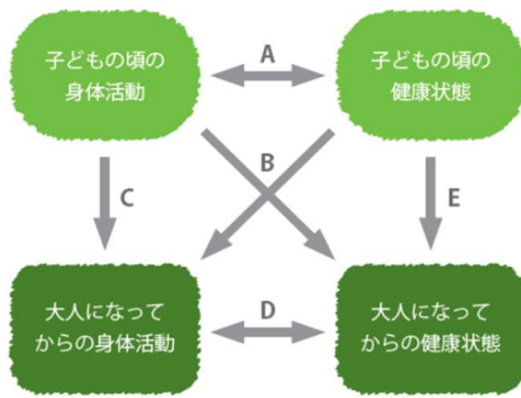 子どもの頃の
身体活動
A
子どもの頃の
健康状態
B
C
E
大人になって
からの身体活動
D
大人になって
からの健康状態